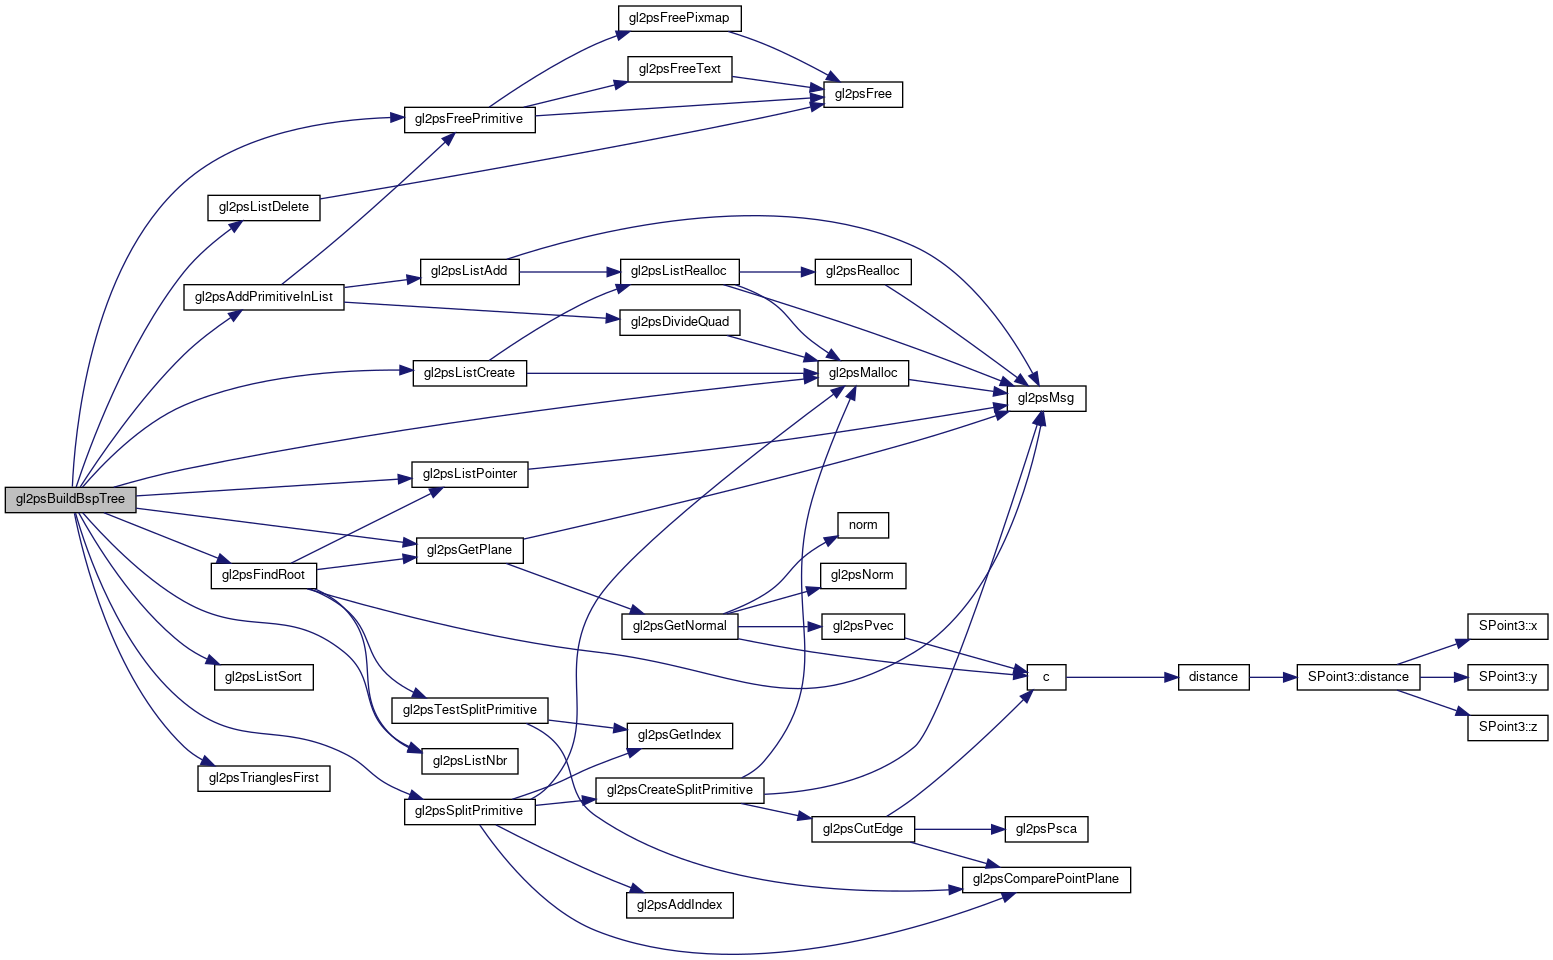 gl2psFreePixmap
gl2psFreeText
gl2psFree
gl2psFreePrimitive
gl2psListDelete
gl2psListAdd
gl2psListRealloc
gl2psRealloc
gl2psAddPrimitiveInList
gl2psDivideQuad
gl2psListCreate
gl2psMalloc
gl2psMsg
gl2psListPointer
gl2psBuildBspTree
norm
gl2psGetPlane
gl2psFindRoot
gl2psNorm
gl2psGetNormal
gl2psPvec
SPoint3::x
gl2psListSort
c
distance
SPoint3::distance
SPoint3::y
gl2psTestSplitPrimitive
SPoint3::z
gl2psGetIndex
gl2psListNbr
gl2psTrianglesFirst
gl2psCreateSplitPrimitive
gl2psSplitPrimitive
gl2psCutEdge
gl2psPsca
gl2psComparePointPlane
gl2psAddIndex